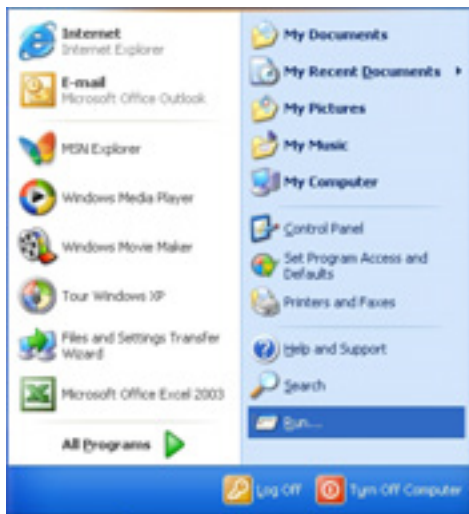 Internet
Internet Explorer
E-mail
Microsoft Office Outlook
MSN Explorer
Windows Media Player
Windows Movie Maker
Tour Windows XP
Files and Settings Transfer
Wizard
Microsoft Office Excel 2003
All Programs
My Documents
My Recent Documents
My Pictures
My Music
My Computer
Control Panel
Set Program Access and
Defaults
Printers and Faxes
Help and Support
Search
Run...
Log Off
Turn Off Computer